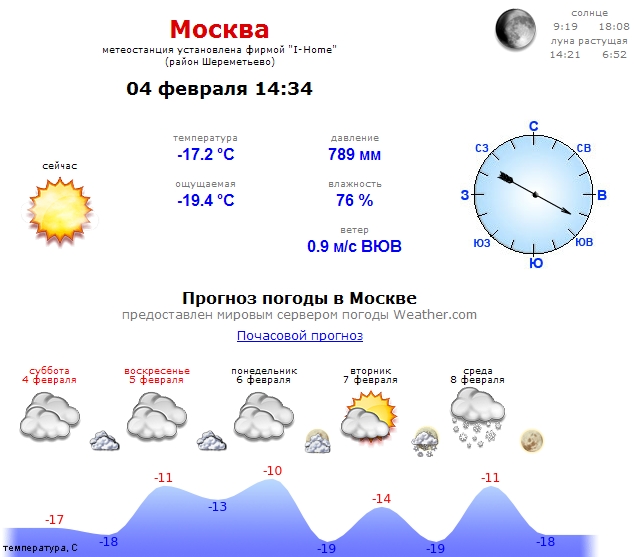 Москва
метеостанция установлена фирмой "I-Home"
(район Шереметьево)
04 февраля 14:34
солнце
9:19 18:08
луна растущая
14:21 6:52
сейчас
температура
-17.2 °C
давление
789 мм
ощущаемая
-19.4 °C
влажность
76 %
ветер
0.9 м/с ВЮВ
С
СЗ СВ
З В
ЮЗ ЮВ
Ю
Прогноз погоды в Москве
предоставлен мировым сервером погоды Weather.com
Почасовой прогноз
суббота воскресенье понедельник вторник среда
4 февраля 5 февраля 6 февраля 7 февраля 8 февраля
-17 -18 -11 -13 -10 -19 -14 -19 -11 -18
температура, С